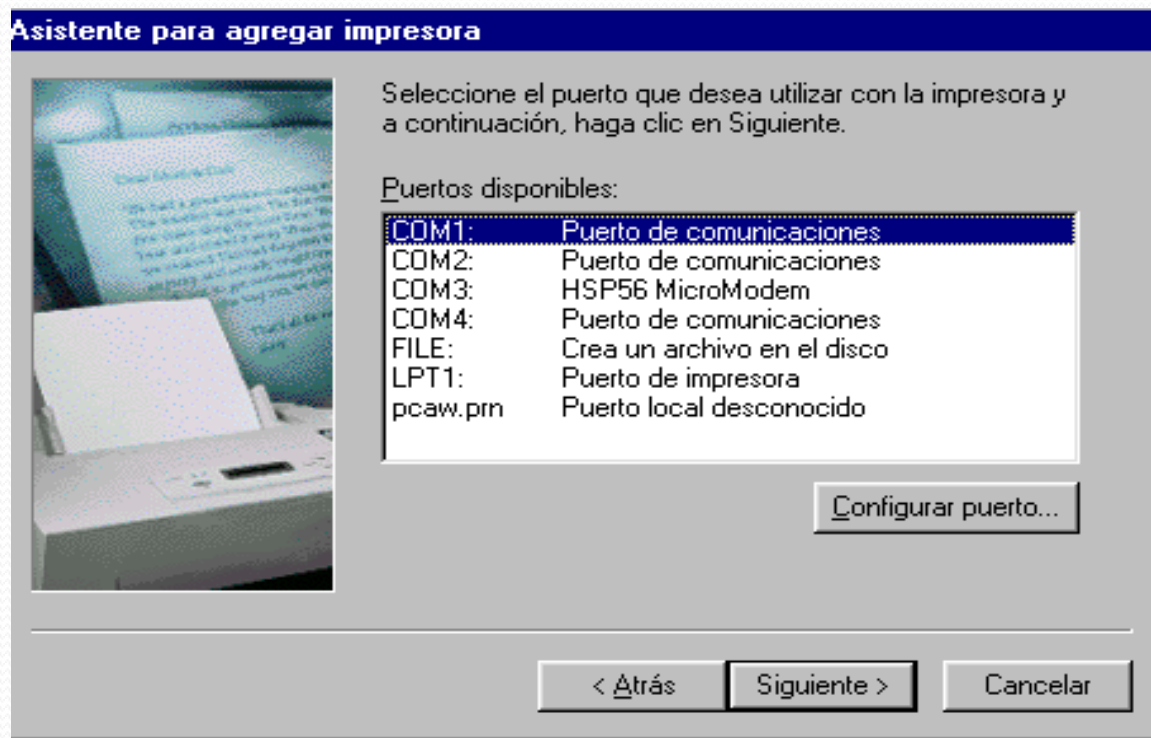 Asistente para agregar impresora
Seleccione el puerto que desea utilizar con la impresora y
a continuación, haga clic en Siguiente.
Puertos disponibles:
COM1: Puerto de comunicaciones
COM2: Puerto de comunicaciones
COM3: HSP56 MicroModem
COM4: Puerto de comunicaciones
FILE: Crea un archivo en el disco
LPT1: Puerto de impresora
pcaw.prn Puerto local desconocido
Configurar puerto...
< Atrás Siguiente > Cancelar